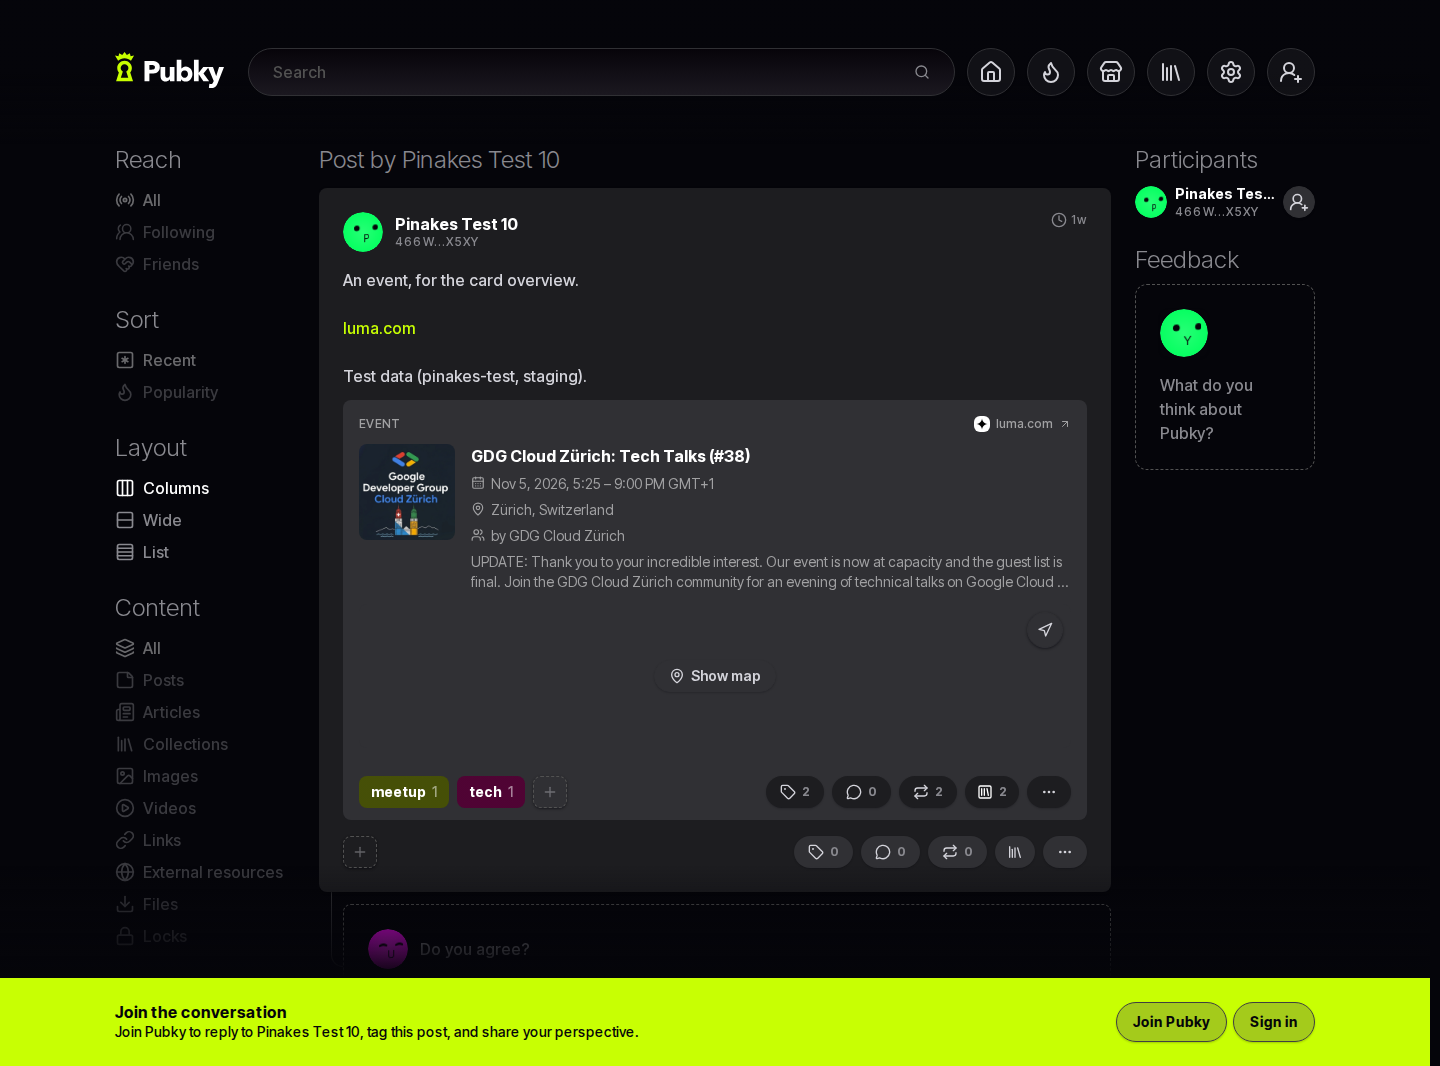 Pubky
Search
Reach
All
Following
Friends
Sort
Recent
Popularity
Layout
Columns
Wide
List
Content
All
Posts
Articles
Collections
Images
Videos
Links
External resources
Files
Locks
Post by Pinakes Test 10
P
Pinakes Test 10
466W...X5XY
1w
An event, for the card overview.
luma.com
Test data (pinakes-test, staging).
EVENT
luma.com
Google
Developer Group
Cloud Zürich
GDG Cloud Zürich: Tech Talks (#38)
Nov 5, 2026, 5:25 – 9:00 PM GMT+1
Zürich, Switzerland
by GDG Cloud Zürich
UPDATE: Thank you to your incredible interest. Our event is now at capacity and the guest list is
final. Join the GDG Cloud Zürich community for an evening of technical talks on Google Cloud ...
Show map
meetup 1
tech 1
2
0
2
2
0
0
0
U
Do you agree?
Participants
P
Pinakes Tes...
466W...X5XY
Feedback
Y
What do you
think about
Pubky?
Join the conversation
Join Pubky to reply to Pinakes Test 10, tag this post, and share your perspective.
Join Pubky
Sign in